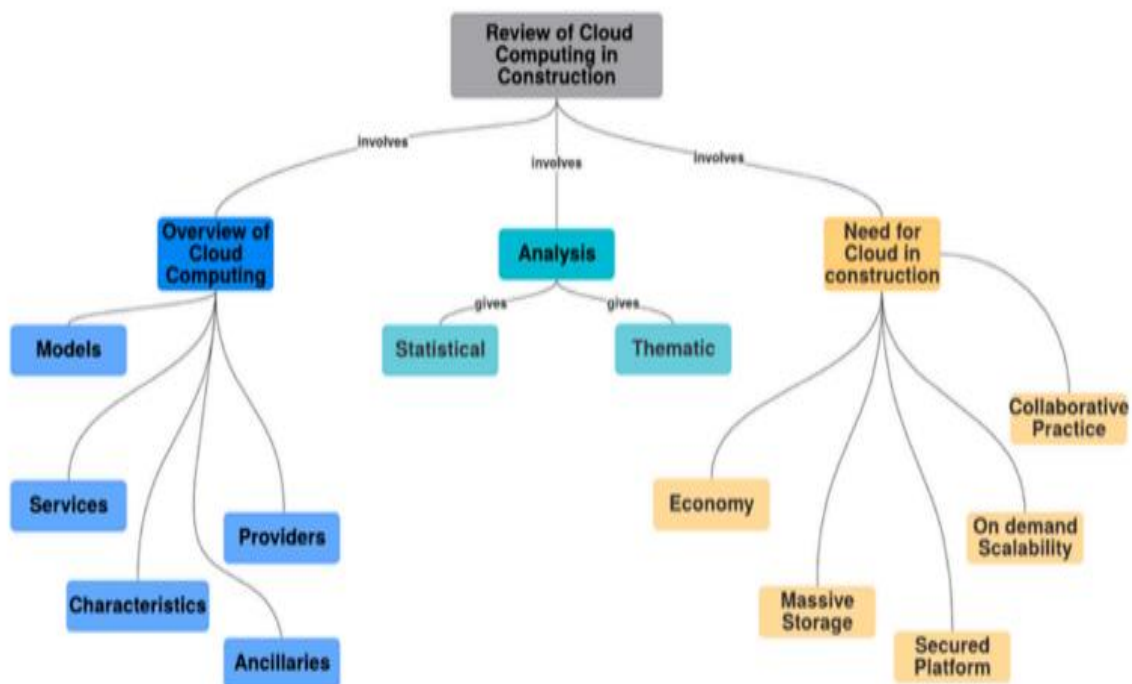 Review of Cloud
Computing in
Construction
involves
involves
involves
Overview of
Cloud
Computing
Analysis
Need for
Cloud in
construction
gives
gives
Models
Statistical
Thematic
Collaborative
Practice
Services
Economy
Providers
On demand
Scalability
Characteristics
Massive
Storage
Ancillaries
Secured
Platform